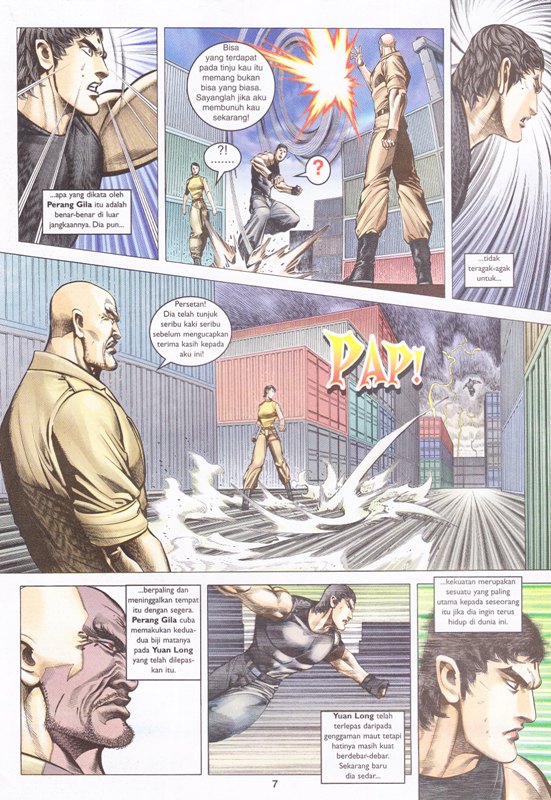 ...apa yang dikata oleh
Perang Gila itu adalah
benar-benar di luar
jangkaannya. Dia pun...
Bisa
yang terdapat
pada tinju kau itu
memang bukan
bisa yang biasa.
Sayanglah jika aku
membunuh kau
sekarang!
?!
.......
?
...tidak
teragak-agak
untuk...
Persetan!
Dia telah tunjuk
seribu kaki seribu
sebelum mengucapkan
terima kasih kepada
aku ini!
PAP!
...berpaling dan
meninggalkan tempat
itu dengan segera.
Perang Gila cuba
memakukan kedua-
dua biji matanya
pada Yuan Long
yang telah dilepas-
kan itu.
Yuan Long telah
terlepas daripada
genggaman maut tetapi
hatinya masih kuat
berdebar-debar.
Sekarang baru
dia sedar...
...kekuatan merupakan
sesuatu yang paling
utama kepada seseorang
itu jika dia ingin terus
hidup di dunia ini.
7